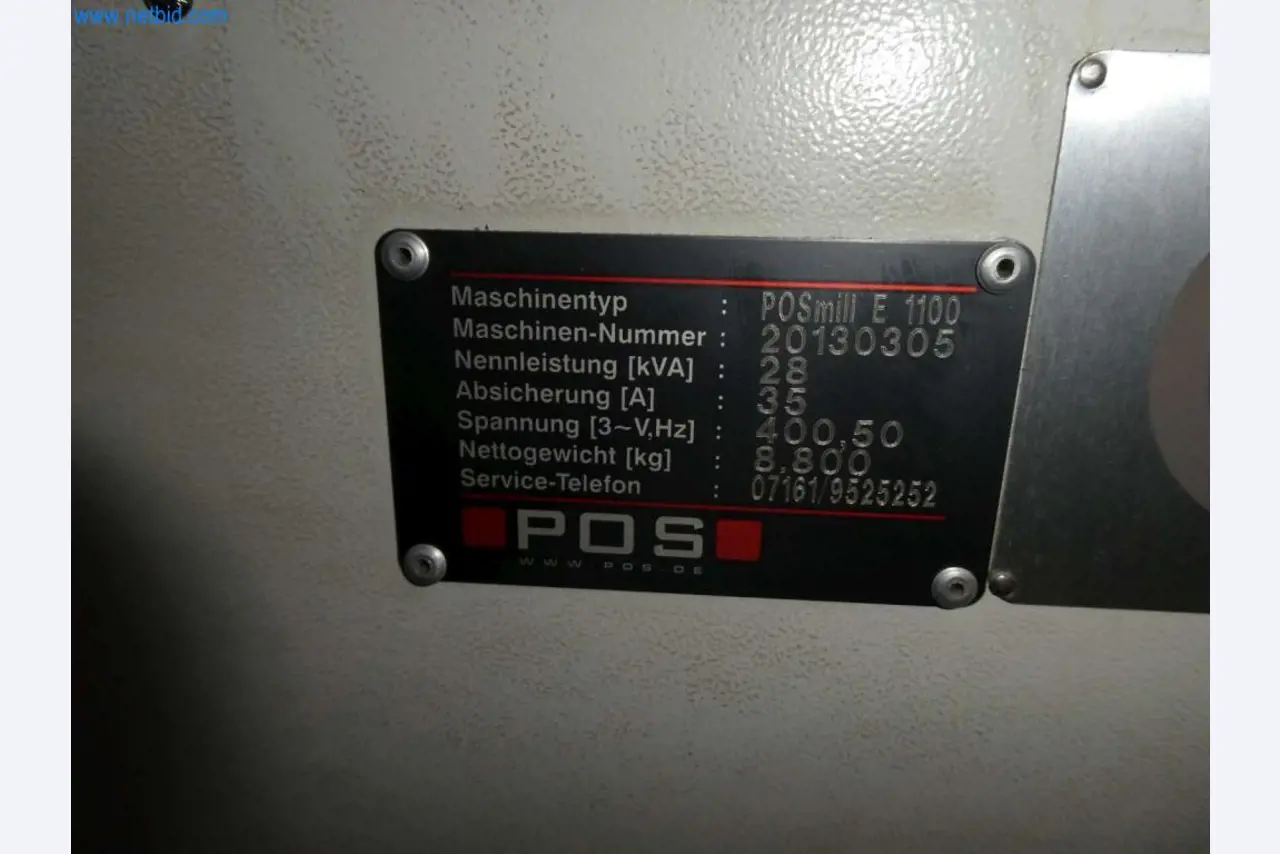 www.netbid.com
Maschinentyp : POSmill E 1100
Maschinen-Nummer : 20130305
Nennleistung [kVA] : 28
Absicherung [A] : 35
Spannung [3~V,Hz] : 400,50
Nettogewicht [kg] : 8.800
Service-Telefon : 07161/9525252
POS
WWW.POS.DE